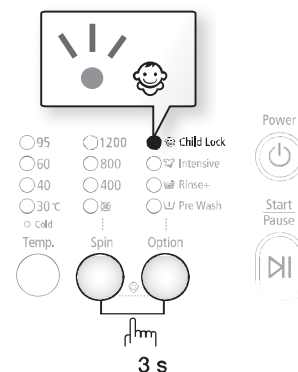 95 1200 Child Lock Power
60 800 Intensive
40 400 Rinse+
30 ℃ Pre Wash Start
Cold Pause
Temp. Spin Option
3 s